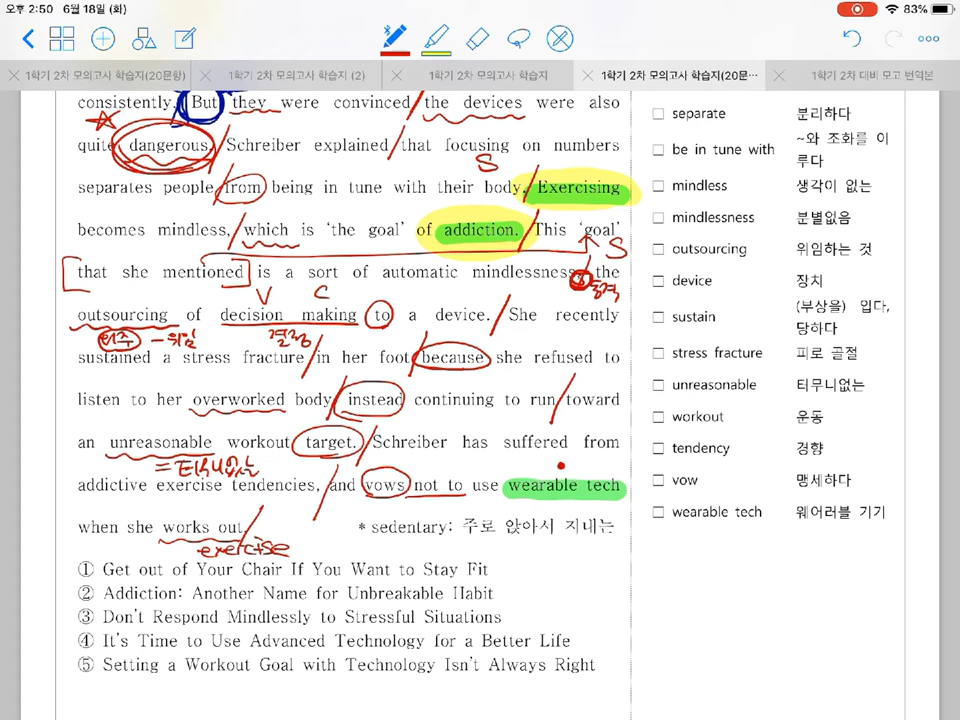 오후 2:50 6월 18일 (화) 83%
1학기 2차 모의고사 학습지(20문항) 1학기 2차 모의고사 학습지 (2) 1학기 2차 모의고사 학습지 1학기 2차 모의고사 학습지(20문… 1학기 2차 대비 모고 번역본
consistently. But they were convinced the devices were also
quite dangerous. Schreiber explained that focusing on numbers
S
separates people from being in tune with their body. Exercising
becomes mindless, which is ‘the goal’ of addiction. This ‘goal’
S
that she mentioned is a sort of automatic mindlessness, the
동격
V C
outsourcing of decision making to a device. She recently
외주 - 위임 결정
sustained a stress fracture in her foot because she refused to
listen to her overworked body instead continuing to run toward
an unreasonable workout target. Schreiber has suffered from
= 터무니없는
addictive exercise tendencies, and vows not to use wearable tech
when she works out. * sedentary: 주로 앉아서 지내는
exercise
① Get out of Your Chair If You Want to Stay Fit
② Addiction: Another Name for Unbreakable Habit
③ Don't Respond Mindlessly to Stressful Situations
④ It's Time to Use Advanced Technology for a Better Life
⑤ Setting a Workout Goal with Technology Isn't Always Right
separate 분리하다
be in tune with ~와 조화를 이
루다
mindless 생각이 없는
mindlessness 분별없음
outsourcing 위임하는 것
device 장치
sustain (부상을) 입다,
당하다
stress fracture 피로 골절
unreasonable 터무니없는
workout 운동
tendency 경향
vow 맹세하다
wearable tech 웨어러블 기기